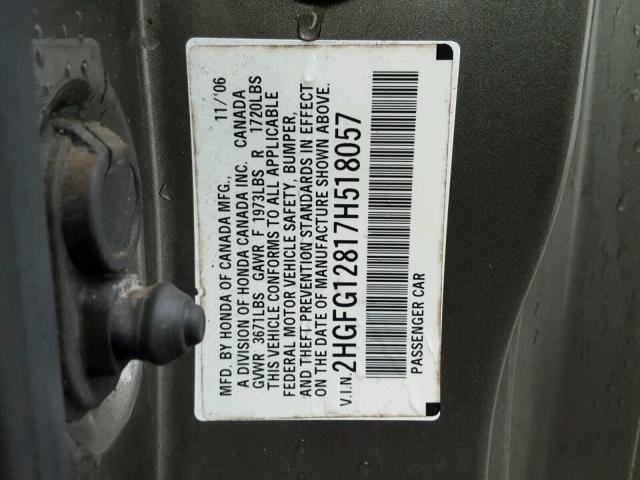 MFD. BY HONDA OF CANADA MFG., 11/'06
A DIVISION OF HONDA CANADA INC. CANADA
GVWR 3671LBS GAWR F 1973LBS R 1720LBS
THIS VEHICLE CONFORMS TO ALL APPLICABLE
FEDERAL MOTOR VEHICLE SAFETY, BUMPER,
AND THEFT PREVENTION STANDARDS IN EFFECT
ON THE DATE OF MANUFACTURE SHOWN ABOVE.
V.I.N. 2HGFG12817H518057
PASSENGER CAR